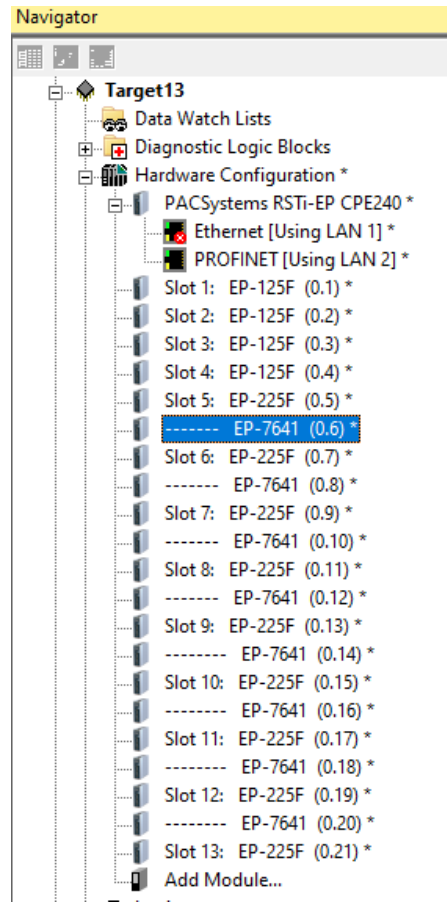 Navigator
Target13
Data Watch Lists
Diagnostic Logic Blocks
Hardware Configuration *
PACSystems RSTi-EP CPE240 *
Ethernet [Using LAN 1] *
PROFINET [Using LAN 2] *
Slot 1: EP-125F (0.1) *
Slot 2: EP-125F (0.2) *
Slot 3: EP-125F (0.3) *
Slot 4: EP-125F (0.4) *
Slot 5: EP-225F (0.5) *
------- EP-7641 (0.6) *
Slot 6: EP-225F (0.7) *
------- EP-7641 (0.8) *
Slot 7: EP-225F (0.9) *
------- EP-7641 (0.10) *
Slot 8: EP-225F (0.11) *
------- EP-7641 (0.12) *
Slot 9: EP-225F (0.13) *
-------- EP-7641 (0.14) *
Slot 10: EP-225F (0.15) *
-------- EP-7641 (0.16) *
Slot 11: EP-225F (0.17) *
-------- EP-7641 (0.18) *
Slot 12: EP-225F (0.19) *
-------- EP-7641 (0.20) *
Slot 13: EP-225F (0.21) *
Add Module...